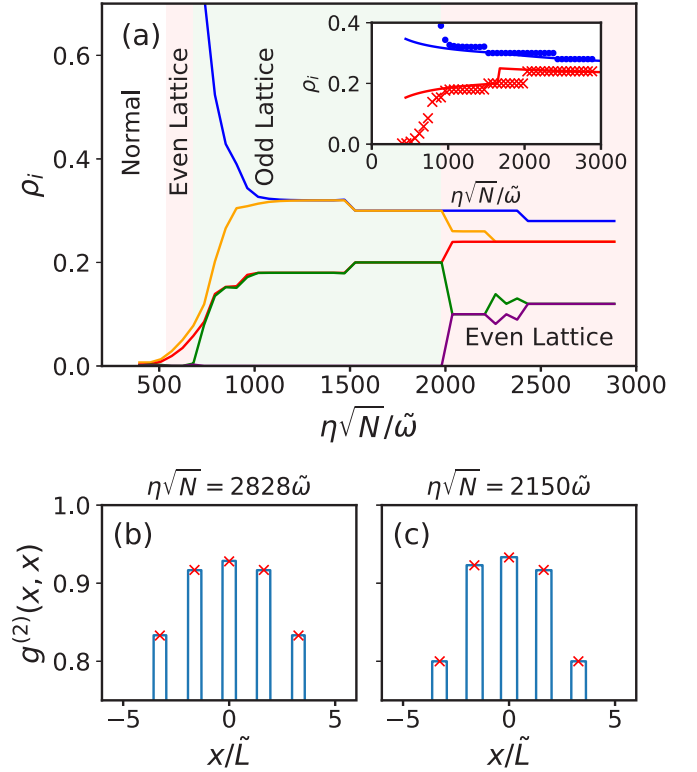 (a)
Normal
Even Lattice
Odd Lattice
Even Lattice
ρi
0.0
0.2
0.4
0.6
500
1000
1500
2000
2500
3000
η√N/ω̃
ρi
0.4
0.2
0.0
0
1000
2000
3000
η√N/ω̃
η√N = 2828ω̃
η√N = 2150ω̃
(b)
(c)
g(2)(x, x)
1.0
0.9
0.8
−5
0
5
−5
0
5
x/L̃
x/L̃